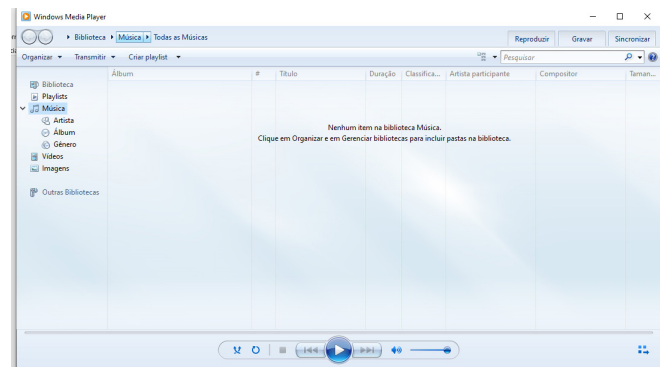 Windows Media Player
Biblioteca Música Todas as Músicas
Reproduzir Gravar Sincronizar
Organizar Transmitir Criar playlist
Pesquisar
Álbum # Título Duração Classifica... Artista participante Compositor Taman...
Biblioteca
Playlists
Música
Artista
Álbum
Gênero
Vídeos
Imagens
Outras Bibliotecas
Nenhum item na biblioteca Música.
Clique em Organizar e em Gerenciar bibliotecas para incluir pastas na biblioteca.